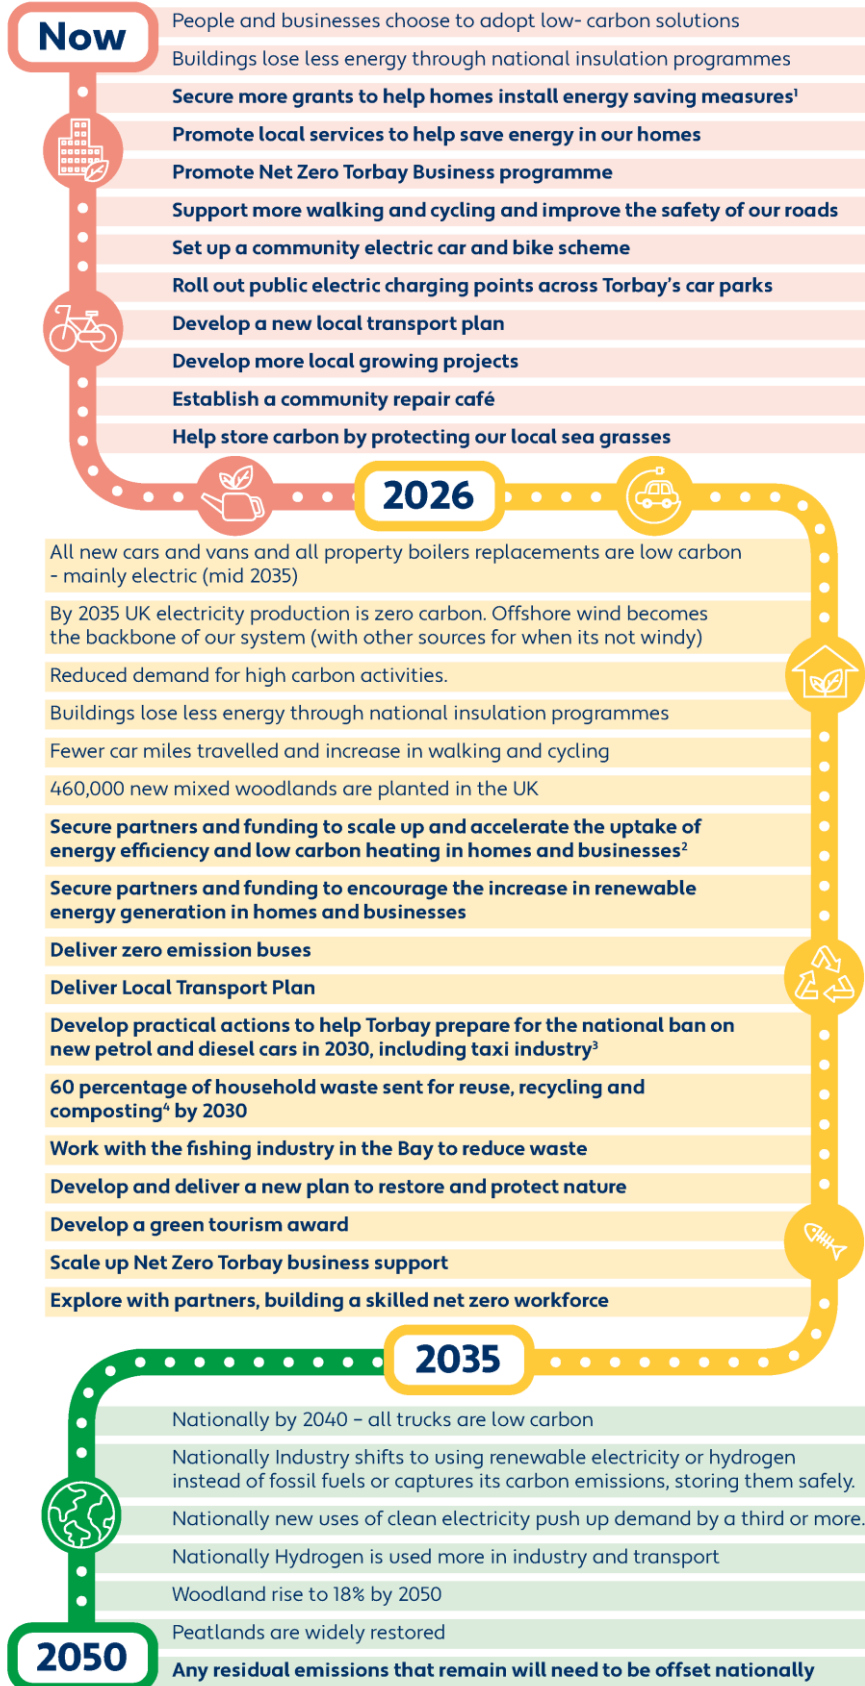 Now
People and businesses choose to adopt low- carbon solutions
Buildings lose less energy through national insulation programmes
Secure more grants to help homes install energy saving measures¹
Promote local services to help save energy in our homes
Promote Net Zero Torbay Business programme
Support more walking and cycling and improve the safety of our roads
Set up a community electric car and bike scheme
Roll out public electric charging points across Torbay's car parks
Develop a new local transport plan
Develop more local growing projects
Establish a community repair café
Help store carbon by protecting our local sea grasses
2026
All new cars and vans and all property boilers replacements are low carbon
- mainly electric (mid 2035)
By 2035 UK electricity production is zero carbon. Offshore wind becomes
the backbone of our system (with other sources for when its not windy)
Reduced demand for high carbon activities.
Buildings lose less energy through national insulation programmes
Fewer car miles travelled and increase in walking and cycling
460,000 new mixed woodlands are planted in the UK
Secure partners and funding to scale up and accelerate the uptake of
energy efficiency and low carbon heating in homes and businesses²
Secure partners and funding to encourage the increase in renewable
energy generation in homes and businesses
Deliver zero emission buses
Deliver Local Transport Plan
Develop practical actions to help Torbay prepare for the national ban on
new petrol and diesel cars in 2030, including taxi industry³
60 percentage of household waste sent for reuse, recycling and
composting⁴ by 2030
Work with the fishing industry in the Bay to reduce waste
Develop and deliver a new plan to restore and protect nature
Develop a green tourism award
Scale up Net Zero Torbay business support
Explore with partners, building a skilled net zero workforce
2035
Nationally by 2040 – all trucks are low carbon
Nationally Industry shifts to using renewable electricity or hydrogen
instead of fossil fuels or captures its carbon emissions, storing them safely.
Nationally new uses of clean electricity push up demand by a third or more.
Nationally Hydrogen is used more in industry and transport
Woodland rise to 18% by 2050
Peatlands are widely restored
2050
Any residual emissions that remain will need to be offset nationally